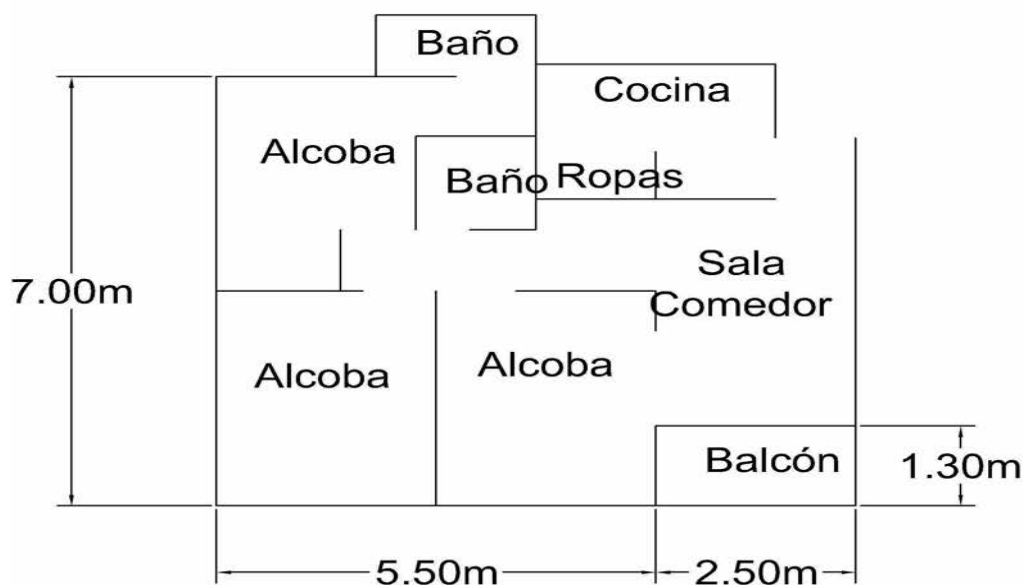 Baño
Cocina
Alcoba
Baño
Ropas
Sala
Comedor
7.00m
Alcoba
Alcoba
Balcón
1.30m
5.50m
2.50m